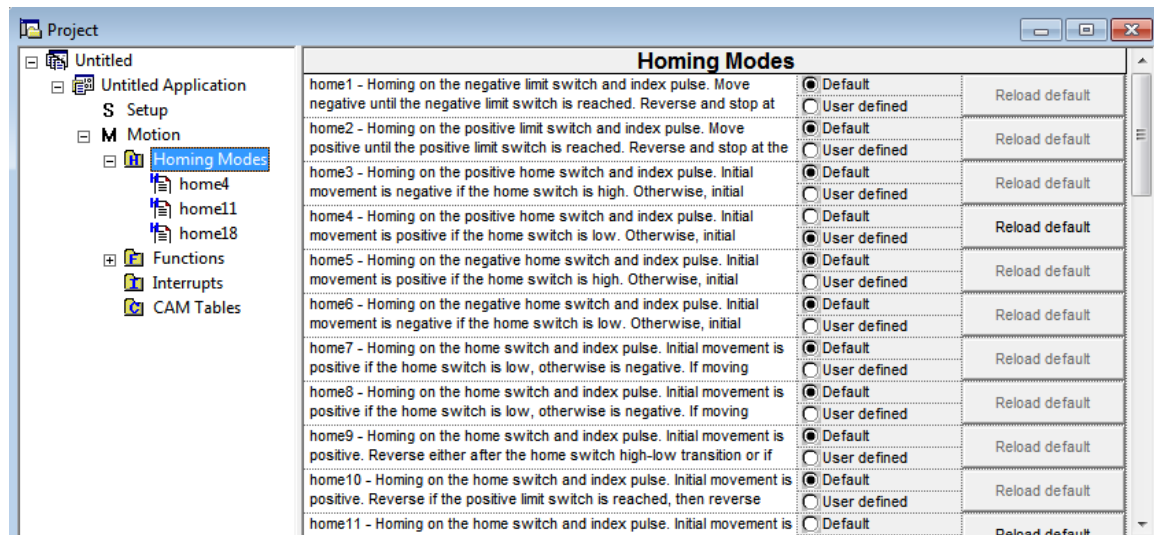 Project
Untitled
Untitled Application
S Setup
M Motion
Homing Modes
home4
home11
home18
Functions
Interrupts
CAM Tables
Homing Modes
home1 - Homing on the negative limit switch and index pulse. Move
negative until the negative limit switch is reached. Reverse and stop at
Default
User defined
Reload default
home2 - Homing on the positive limit switch and index pulse. Move
positive until the positive limit switch is reached. Reverse and stop at the
Default
User defined
Reload default
home3 - Homing on the positive home switch and index pulse. Initial
movement is negative if the home switch is high. Otherwise, initial
Default
User defined
Reload default
home4 - Homing on the positive home switch and index pulse. Initial
movement is positive if the home switch is low. Otherwise, initial
Default
User defined
Reload default
home5 - Homing on the negative home switch and index pulse. Initial
movement is positive if the home switch is high. Otherwise, initial
Default
User defined
Reload default
home6 - Homing on the negative home switch and index pulse. Initial
movement is negative if the home switch is low. Otherwise, initial
Default
User defined
Reload default
home7 - Homing on the home switch and index pulse. Initial movement is
positive if the home switch is low, otherwise is negative. If moving
Default
User defined
Reload default
home8 - Homing on the home switch and index pulse. Initial movement is
positive if the home switch is low, otherwise is negative. If moving
Default
User defined
Reload default
home9 - Homing on the home switch and index pulse. Initial movement is
positive. Reverse either after the home switch high-low transition or if
Default
User defined
Reload default
home10 - Homing on the home switch and index pulse. Initial movement is
positive. Reverse if the positive limit switch is reached, then reverse
Default
User defined
Reload default
home11 - Homing on the home switch and index pulse. Initial movement is
Default
Reload default